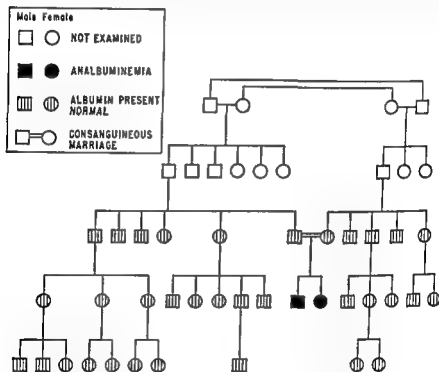 Male Female
NOT EXAMINED
ANALBUMINEMIA
ALBUMIN PRESENT
NORMAL
CONSANGUINEOUS
MARRIAGE